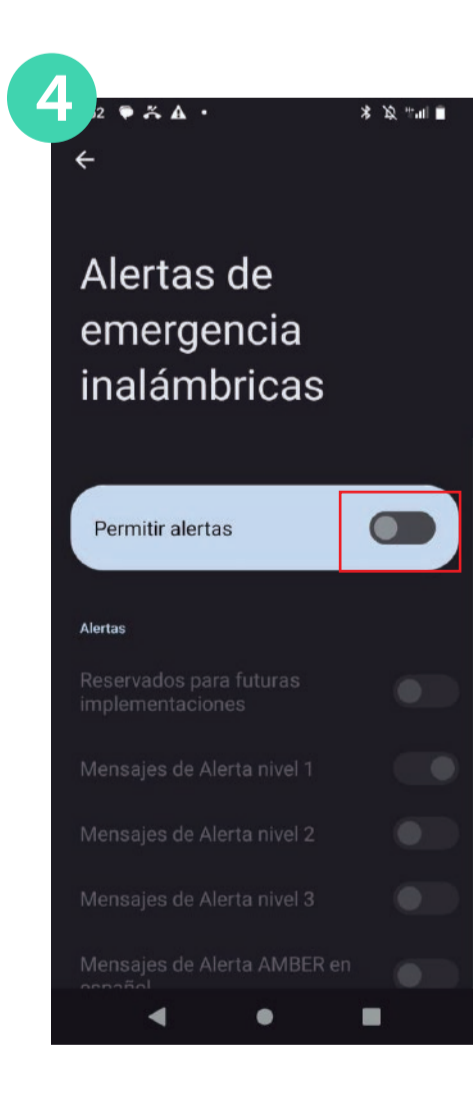 4
Alertas de
emergencia
inalámbricas
Permitir alertas
Alertas
Reservados para futuras
implementaciones
Mensajes de Alerta nivel 1
Mensajes de Alerta nivel 2
Mensajes de Alerta nivel 3
Mensajes de Alerta AMBER en
español